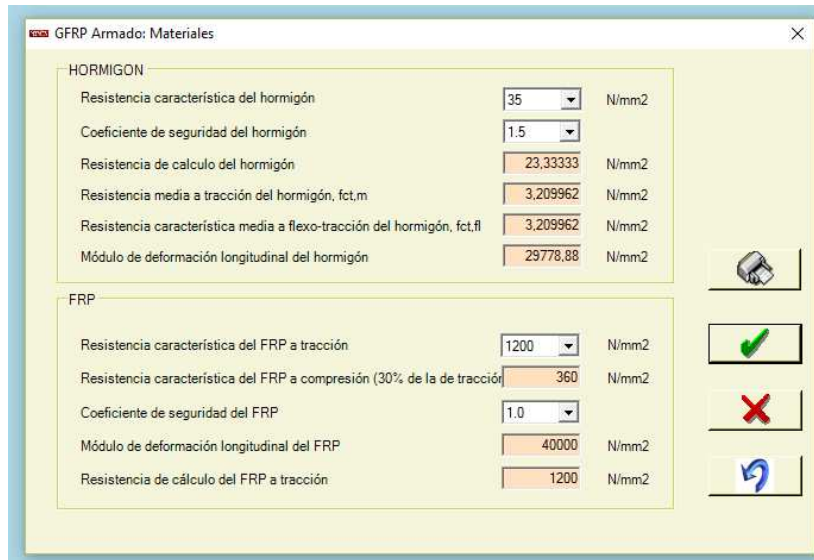 GFRP Armado: Materiales
HORMIGON
Resistencia característica del hormigón 35 N/mm2
Coeficiente de seguridad del hormigón 1.5
Resistencia de calculo del hormigón 23,33333 N/mm2
Resistencia media a tracción del hormigón, fct,m 3,209962 N/mm2
Resistencia característica media a flexo-tracción del hormigón, fct,fl 3,209962 N/mm2
Módulo de deformación longitudinal del hormigón 29778,88 N/mm2
FRP
Resistencia característica del FRP a tracción 1200 N/mm2
Resistencia característica del FRP a compresión (30% de la de tracción 360 N/mm2
Coeficiente de seguridad del FRP 1.0
Módulo de deformación longitudinal del FRP 40000 N/mm2
Resistencia de cálculo del FRP a tracción 1200 N/mm2